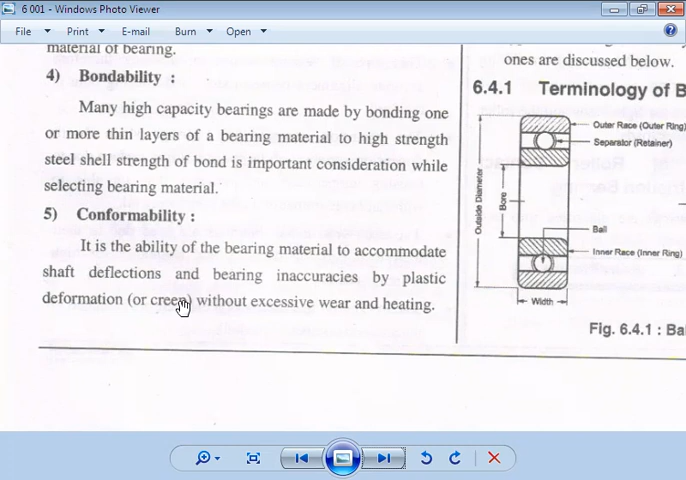 6 001 - Windows Photo Viewer
File Print E-mail Burn Open
material of bearing.
4) Bondability :
Many high capacity bearings are made by bonding one
or more thin layers of a bearing material to high strength
steel shell strength of bond is important consideration while
selecting bearing material.
5) Conformability :
It is the ability of the bearing material to accommodate
shaft deflections and bearing inaccuracies by plastic
deformation (or creep) without excessive wear and heating.
ones are discussed below.
6.4.1 Terminology of B
Outer Race (Outer Ring)
Separator (Retainer)
Outside Diameter
Bore
Ball
Inner Race (Inner Ring)
Width
Fig. 6.4.1 : Ba